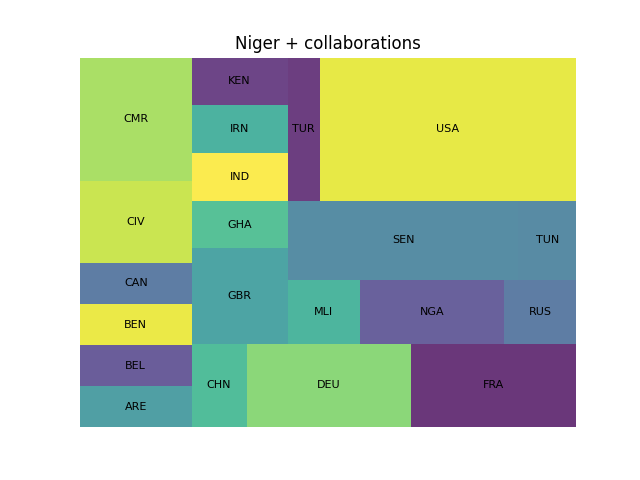 Niger + collaborations
CMR
CIV
CAN
BEN
BEL
ARE
KEN
IRN
IND
GHA
GBR
CHN
DEU
FRA
TUR
USA
SEN
TUN
MLI
NGA
RUS